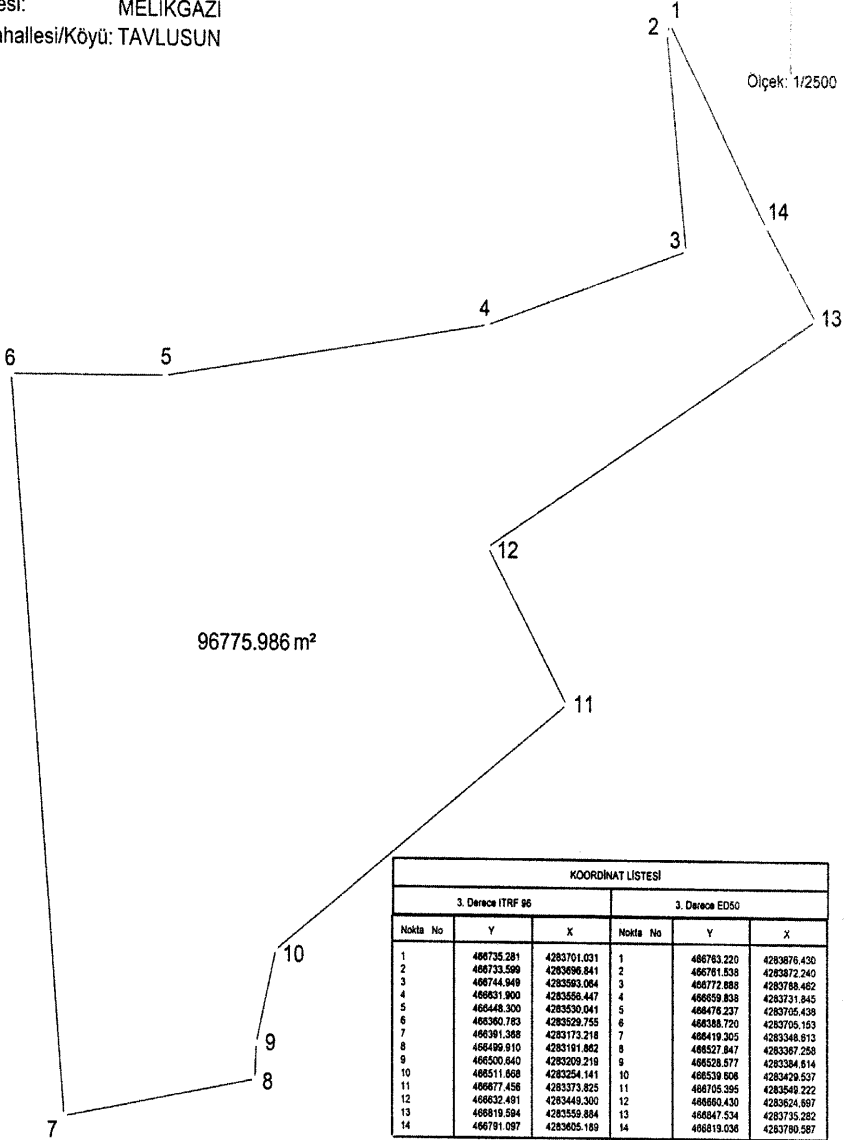 esi: MELİKGAZİ
ahallesi/Köyü: TAVLUSUN
Ölçek: 1/2500
1
2
14
3
13
4
5
6
12
96775.986 m²
11
10
9
8
7
KOORDİNAT LİSTESİ
3. Derece ITRF 96 3. Derece ED50
Nokta No Y X Nokta No Y X
1 466735.281 4283701.031 1 466763.220 4283876.430
2 466733.599 4283696.841 2 466761.538 4283872.240
3 466744.949 4283593.064 3 466772.888 4283768.462
4 466631.900 4283556.447 4 466659.838 4283731.845
5 466448.300 4283530.041 5 466476.237 4283705.438
6 466360.783 4283529.755 6 466388.720 4283705.153
7 466391.368 4283173.218 7 466419.305 4283348.613
8 466499.910 4283191.862 8 466527.847 4283367.258
9 466500.640 4283209.219 9 466528.577 4283384.614
10 466511.668 4283254.141 10 466539.606 4283429.537
11 466677.456 4283373.825 11 466705.395 4283549.222
12 466632.491 4283449.300 12 466660.430 4283624.697
13 466819.594 4283559.884 13 466847.534 4283735.282
14 466791.097 4283605.189 14 466819.036 4283780.587